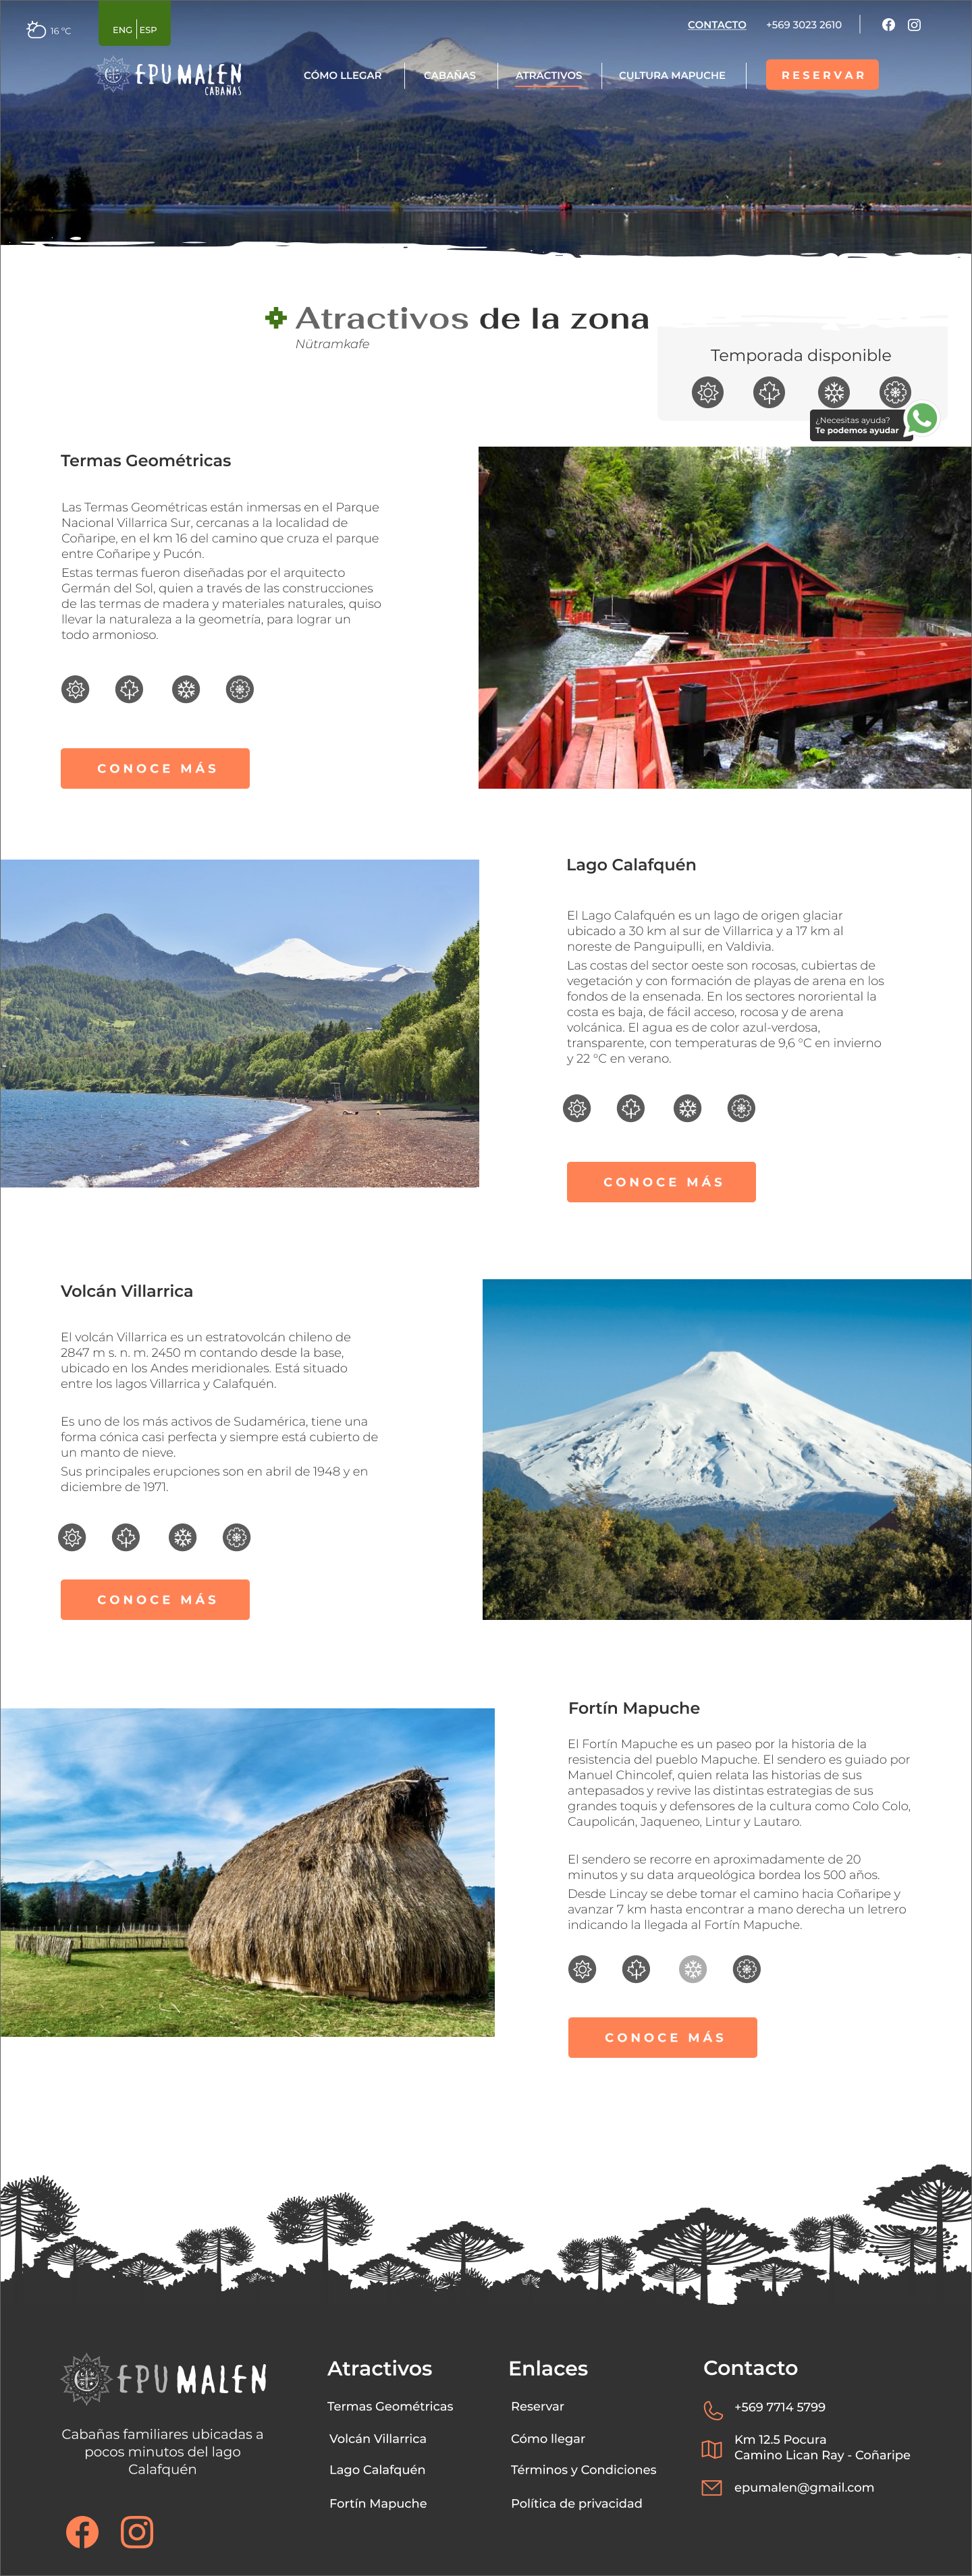 16 °C
ENG ESP
CONTACTO +569 3023 2610
EPUMALEN
CABAÑAS
CÓMO LLEGAR CABAÑAS ATRACTIVOS CULTURA MAPUCHE RESERVAR
Atractivos de la zona
Nütramkafe
Temporada disponible
¿Necesitas ayuda?
Te podemos ayudar
Termas Geométricas
Las Termas Geométricas están inmersas en el Parque
Nacional Villarrica Sur, cercanas a la localidad de
Coñaripe, en el km 16 del camino que cruza el parque
entre Coñaripe y Pucón.
Estas termas fueron diseñadas por el arquitecto
Germán del Sol, quien a través de las construcciones
de las termas de madera y materiales naturales, quiso
llevar la naturaleza a la geometría, para lograr un
todo armonioso.
CONOCE MÁS
Lago Calafquén
El Lago Calafquén es un lago de origen glaciar
ubicado a 30 km al sur de Villarrica y a 17 km al
noreste de Panguipulli, en Valdivia.
Las costas del sector oeste son rocosas, cubiertas de
vegetación y con formación de playas de arena en los
fondos de la ensenada. En los sectores nororiental la
costa es baja, de fácil acceso, rocosa y de arena
volcánica. El agua es de color azul-verdosa,
transparente, con temperaturas de 9,6 °C en invierno
y 22 °C en verano.
CONOCE MÁS
Volcán Villarrica
El volcán Villarrica es un estratovolcán chileno de
2847 m s. n. m. 2450 m contando desde la base,
ubicado en los Andes meridionales. Está situado
entre los lagos Villarrica y Calafquén.
Es uno de los más activos de Sudamérica, tiene una
forma cónica casi perfecta y siempre está cubierto de
un manto de nieve.
Sus principales erupciones son en abril de 1948 y en
diciembre de 1971.
CONOCE MÁS
Fortín Mapuche
El Fortín Mapuche es un paseo por la historia de la
resistencia del pueblo Mapuche. El sendero es guiado por
Manuel Chincolef, quien relata las historias de sus
antepasados y revive las distintas estrategias de sus
grandes toquis y defensores de la cultura como Colo Colo,
Caupolicán, Jaqueneo, Lintur y Lautaro.
El sendero se recorre en aproximadamente de 20
minutos y su data arqueológica bordea los 500 años.
Desde Lincay se debe tomar el camino hacia Coñaripe y
avanzar 7 km hasta encontrar a mano derecha un letrero
indicando la llegada al Fortín Mapuche.
CONOCE MÁS
EPUMALEN
Cabañas familiares ubicadas a
pocos minutos del lago
Calafquén
Atractivos
Termas Geométricas
Volcán Villarrica
Lago Calafquén
Fortín Mapuche
Enlaces
Reservar
Cómo llegar
Términos y Condiciones
Política de privacidad
Contacto
+569 7714 5799
Km 12.5 Pocura
Camino Lican Ray - Coñaripe
epumalen@gmail.com